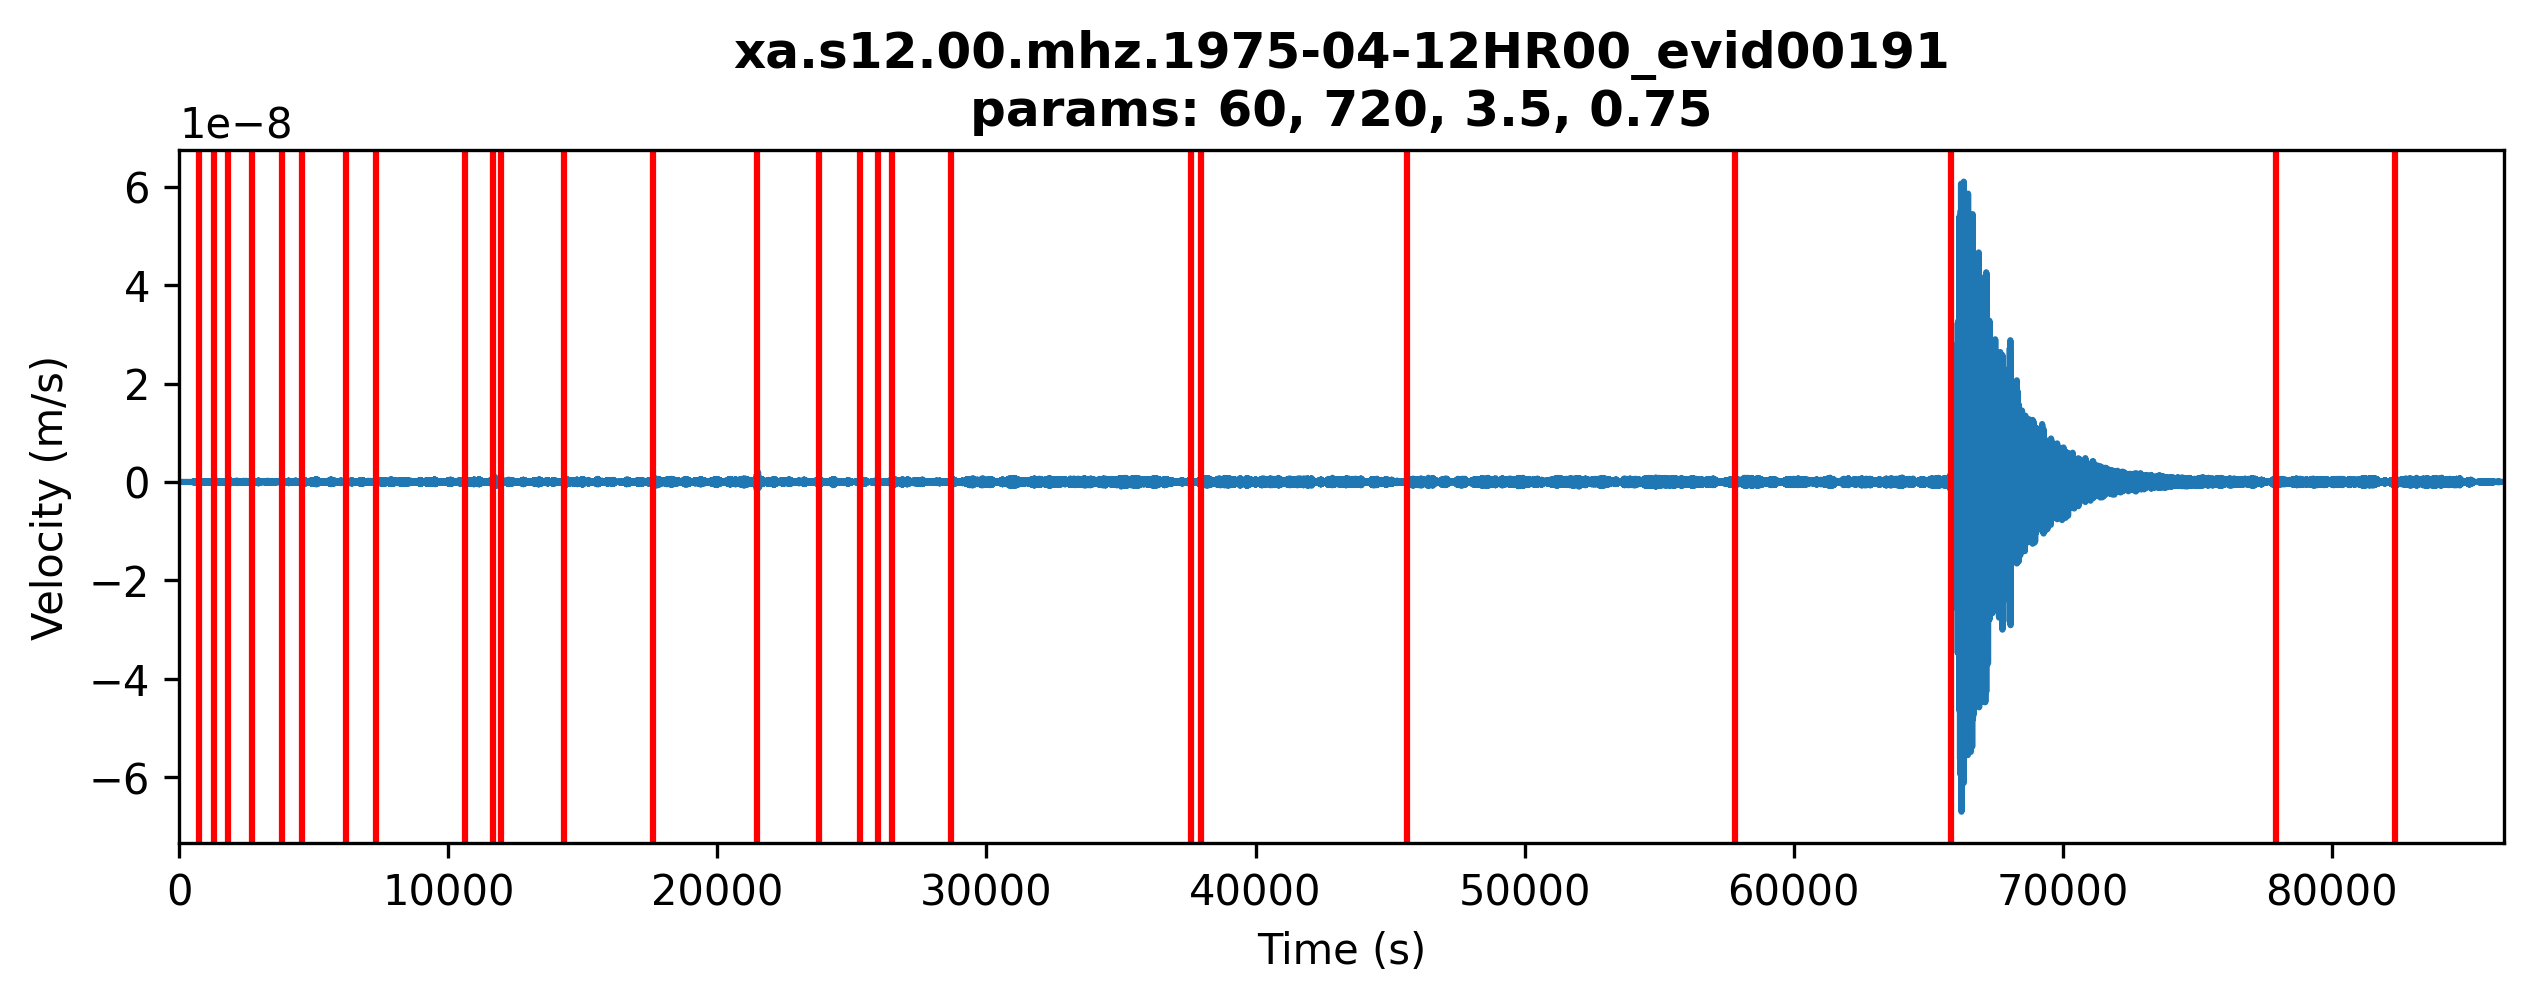 xa.s12.00.mhz.1975-04-12HR00_evid00191
params: 60, 720, 3.5, 0.75
1e−8
6
4
2
0
−2
−4
−6
Velocity (m/s)
0 10000 20000 30000 40000 50000 60000 70000 80000
Time (s)